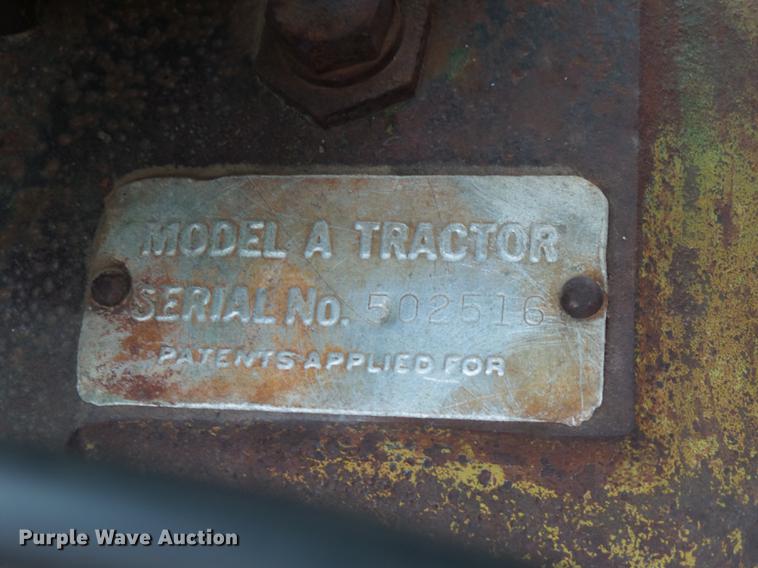 MODEL A TRACTOR
SERIAL No. 502516
PATENTS APPLIED FOR
Purple Wave Auction